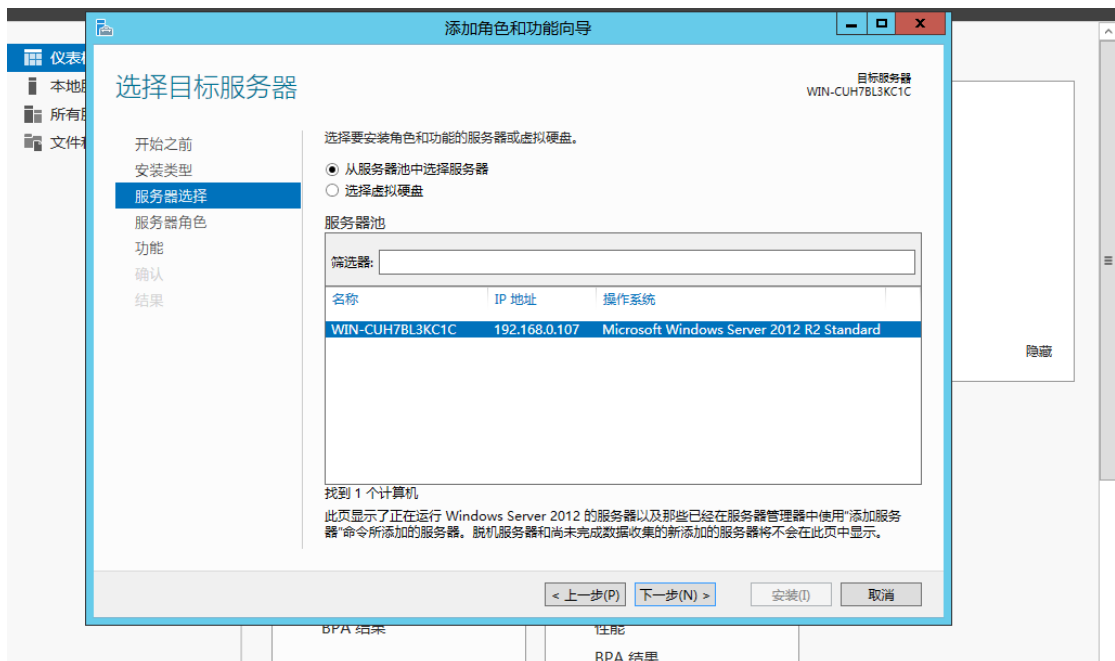 添加角色和功能向导
仪表
本地
所有
文件
选择目标服务器
目标服务器
WIN-CUH7BL3KC1C
开始之前
安装类型
服务器选择
服务器角色
功能
确认
结果
选择要安装角色和功能的服务器或虚拟硬盘。
从服务器池中选择服务器
选择虚拟硬盘
服务器池
筛选器:
名称 IP 地址 操作系统
WIN-CUH7BL3KC1C 192.168.0.107 Microsoft Windows Server 2012 R2 Standard
找到 1 个计算机
此页显示了正在运行 Windows Server 2012 的服务器以及那些已经在服务器管理器中使用"添加服务
器"命令所添加的服务器。脱机服务器和尚未完成数据收集的新添加的服务器将不会在此页中显示。
< 上一步(P) 下一步(N) > 安装(I) 取消
隐藏
BPA 结果
性能
BPA 结果